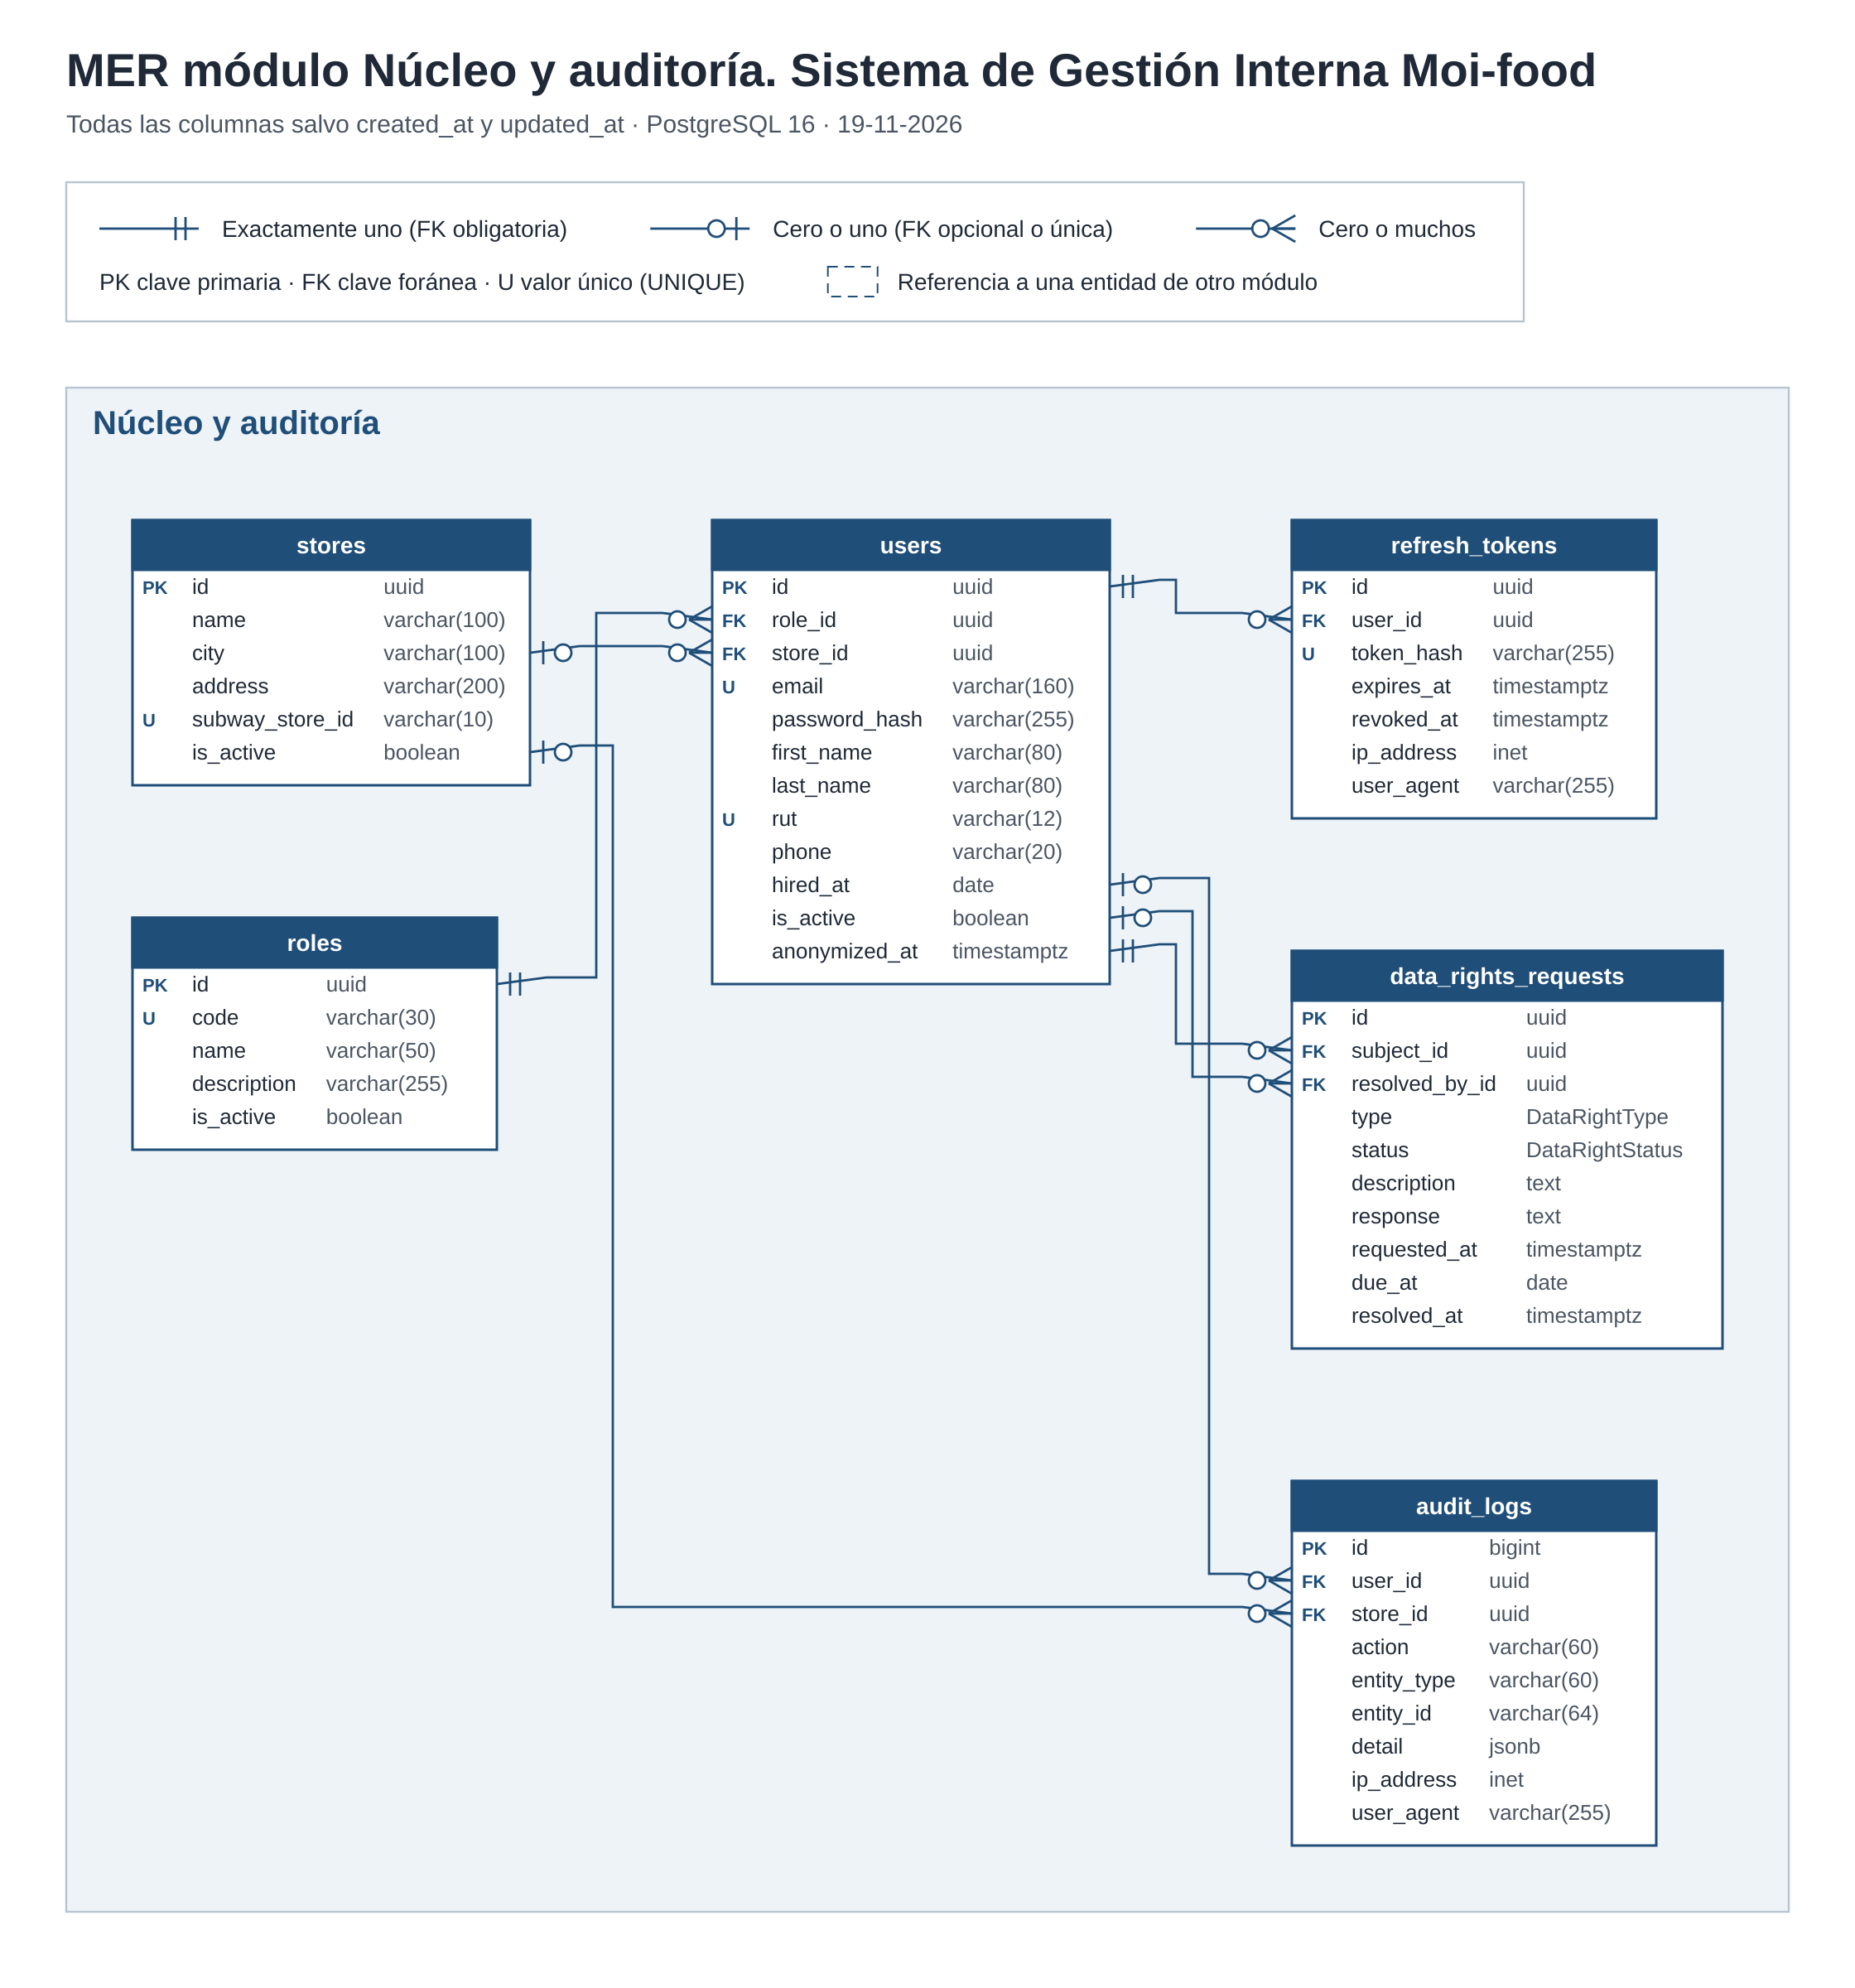 MER módulo Núcleo y auditoría. Sistema de Gestión Interna Moi-food
Todas las columnas salvo created_at y updated_at · PostgreSQL 16 · 19-11-2026
Exactamente uno (FK obligatoria)
Cero o uno (FK opcional o única)
Cero o muchos
PK clave primaria · FK clave foránea · U valor único (UNIQUE)
Referencia a una entidad de otro módulo
Núcleo y auditoría
stores
PK id uuid
name varchar(100)
city varchar(100)
address varchar(200)
U subway_store_id varchar(10)
is_active boolean
users
PK id uuid
FK role_id uuid
FK store_id uuid
U email varchar(160)
password_hash varchar(255)
first_name varchar(80)
last_name varchar(80)
U rut varchar(12)
phone varchar(20)
hired_at date
is_active boolean
anonymized_at timestamptz
refresh_tokens
PK id uuid
FK user_id uuid
U token_hash varchar(255)
expires_at timestamptz
revoked_at timestamptz
ip_address inet
user_agent varchar(255)
roles
PK id uuid
U code varchar(30)
name varchar(50)
description varchar(255)
is_active boolean
data_rights_requests
PK id uuid
FK subject_id uuid
FK resolved_by_id uuid
type DataRightType
status DataRightStatus
description text
response text
requested_at timestamptz
due_at date
resolved_at timestamptz
audit_logs
PK id bigint
FK user_id uuid
FK store_id uuid
action varchar(60)
entity_type varchar(60)
entity_id varchar(64)
detail jsonb
ip_address inet
user_agent varchar(255)